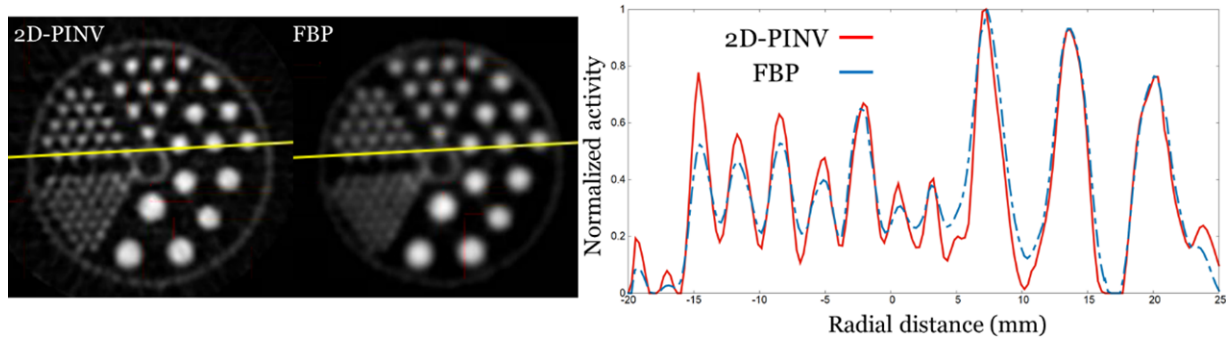 2D-PINV
FBP
2D-PINV
FBP
Normalized activity
1
0.8
0.6
0.4
0.2
0
-20
-15
-10
-5
0
5
10
15
20
25
Radial distance (mm)